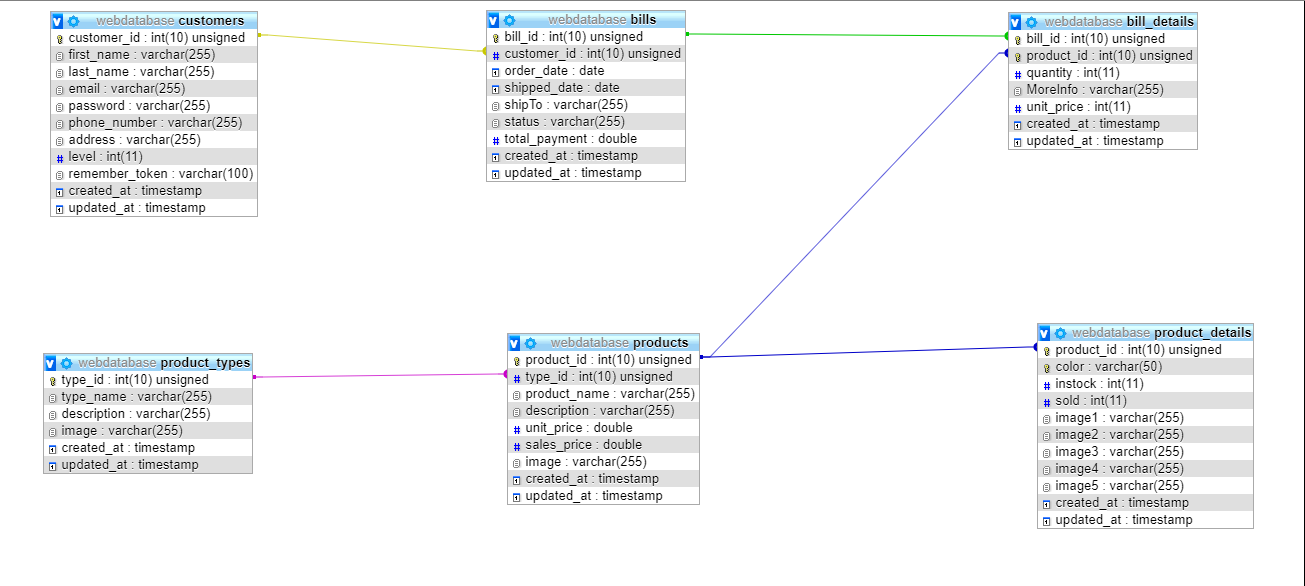 webdatabase customers
customer_id : int(10) unsigned
first_name : varchar(255)
last_name : varchar(255)
email : varchar(255)
password : varchar(255)
phone_number : varchar(255)
address : varchar(255)
level : int(11)
remember_token : varchar(100)
created_at : timestamp
updated_at : timestamp
webdatabase bills
bill_id : int(10) unsigned
customer_id : int(10) unsigned
order_date : date
shipped_date : date
shipTo : varchar(255)
status : varchar(255)
total_payment : double
created_at : timestamp
updated_at : timestamp
webdatabase bill_details
bill_id : int(10) unsigned
product_id : int(10) unsigned
quantity : int(11)
MoreInfo : varchar(255)
unit_price : int(11)
created_at : timestamp
updated_at : timestamp
webdatabase product_types
type_id : int(10) unsigned
type_name : varchar(255)
description : varchar(255)
image : varchar(255)
created_at : timestamp
updated_at : timestamp
webdatabase products
product_id : int(10) unsigned
type_id : int(10) unsigned
product_name : varchar(255)
description : varchar(255)
unit_price : double
sales_price : double
image : varchar(255)
created_at : timestamp
updated_at : timestamp
webdatabase product_details
product_id : int(10) unsigned
color : varchar(50)
instock : int(11)
sold : int(11)
image1 : varchar(255)
image2 : varchar(255)
image3 : varchar(255)
image4 : varchar(255)
image5 : varchar(255)
created_at : timestamp
updated_at : timestamp